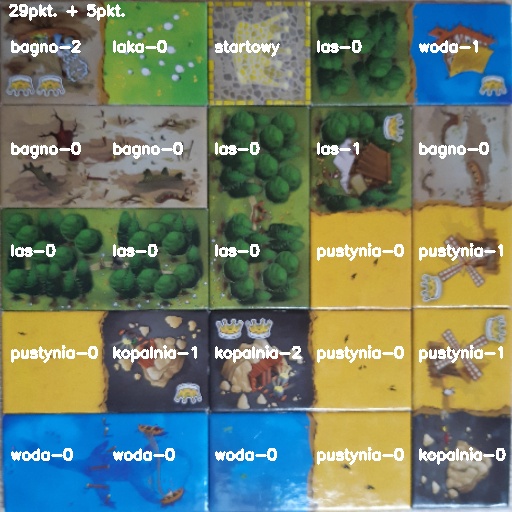 29pkt. + 5pkt.
bagno-2 łaka-0 startowy las-0 woda-1
bagno-0 bagno-0 las-0 las-1 bagno-0
las-0 las-0 las-0 pustynia-0 pustynia-1
pustynia-0 kopalnia-1 kopalnia-2 pustynia-0 pustynia-1
woda-0 woda-0 woda-0 pustynia-0 kopalnia-0